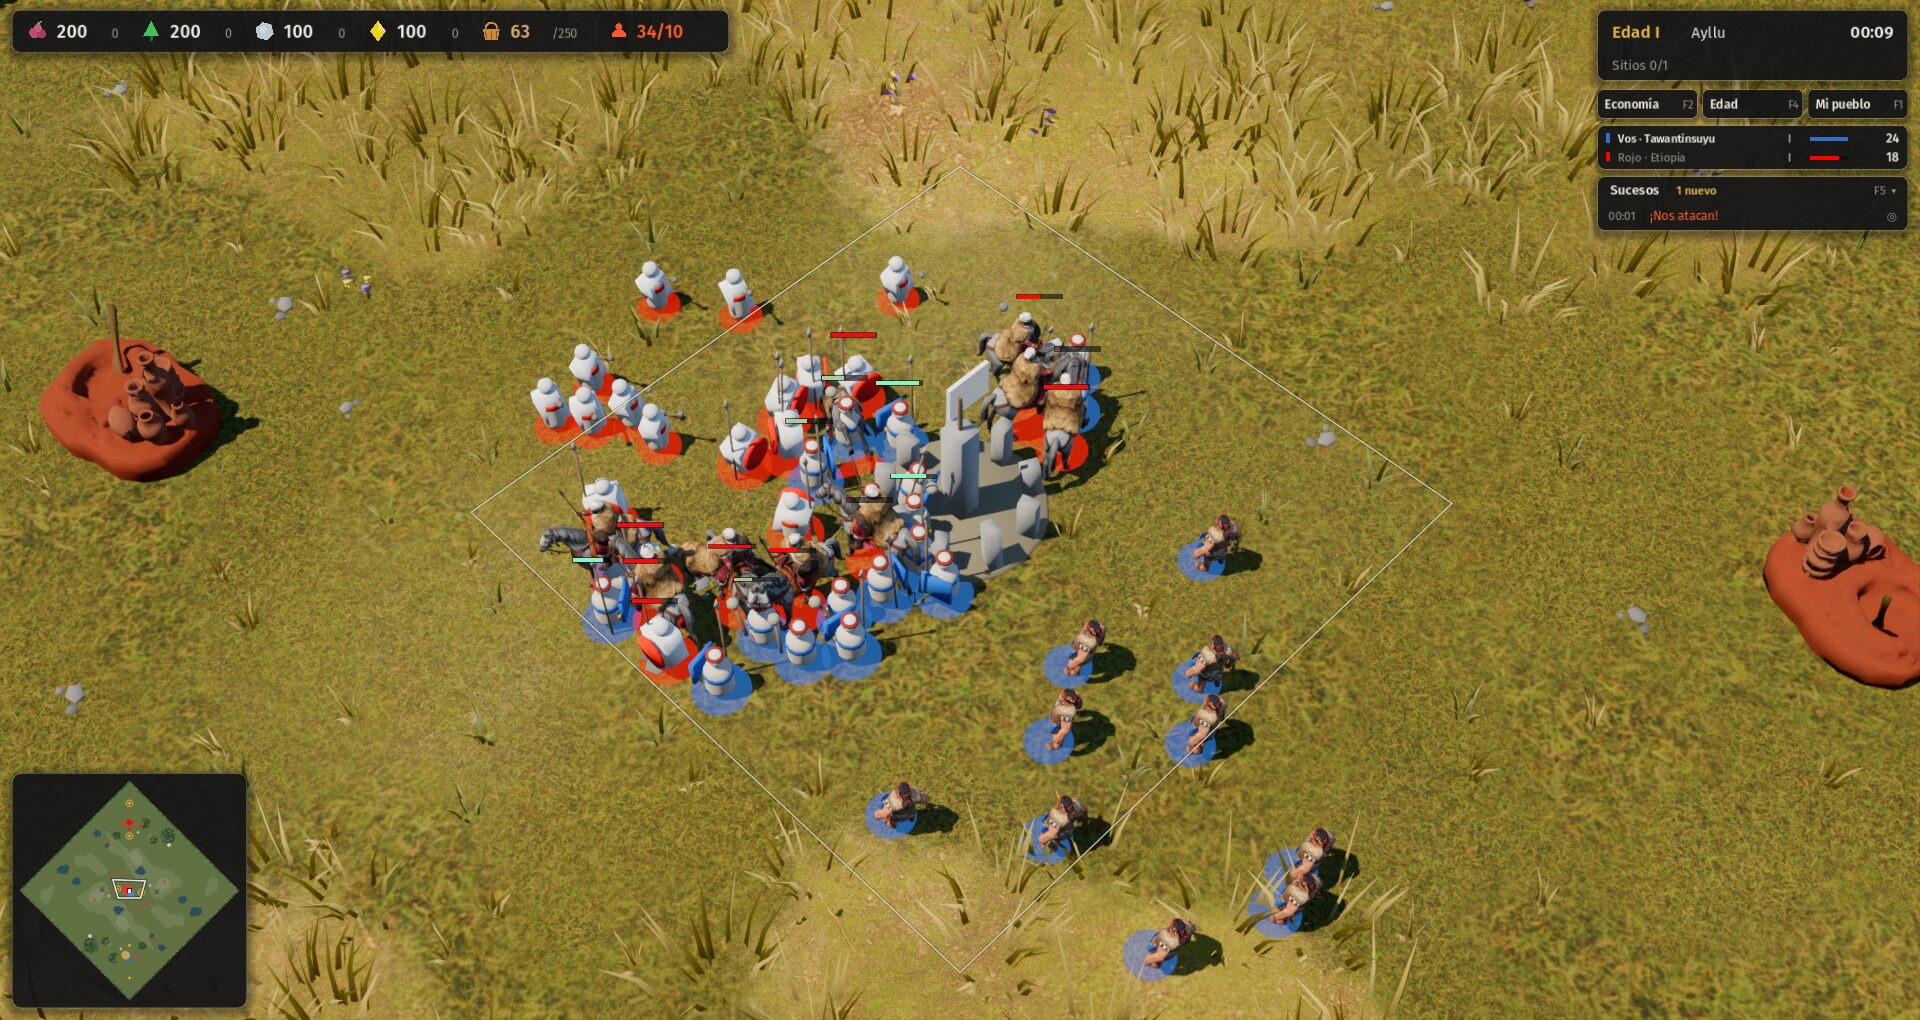 200 0 200 0 100 0 100 0 63 /250 34/10
Edad I Ayllu 00:09
Sitios 0/1
Economía F2 Edad F4 Mi pueblo F1
Vos · Tawantinsuyu I 24
Rojo · Etiopía I 18
Sucesos 1 nuevo F5
00:01 ¡Nos atacan!